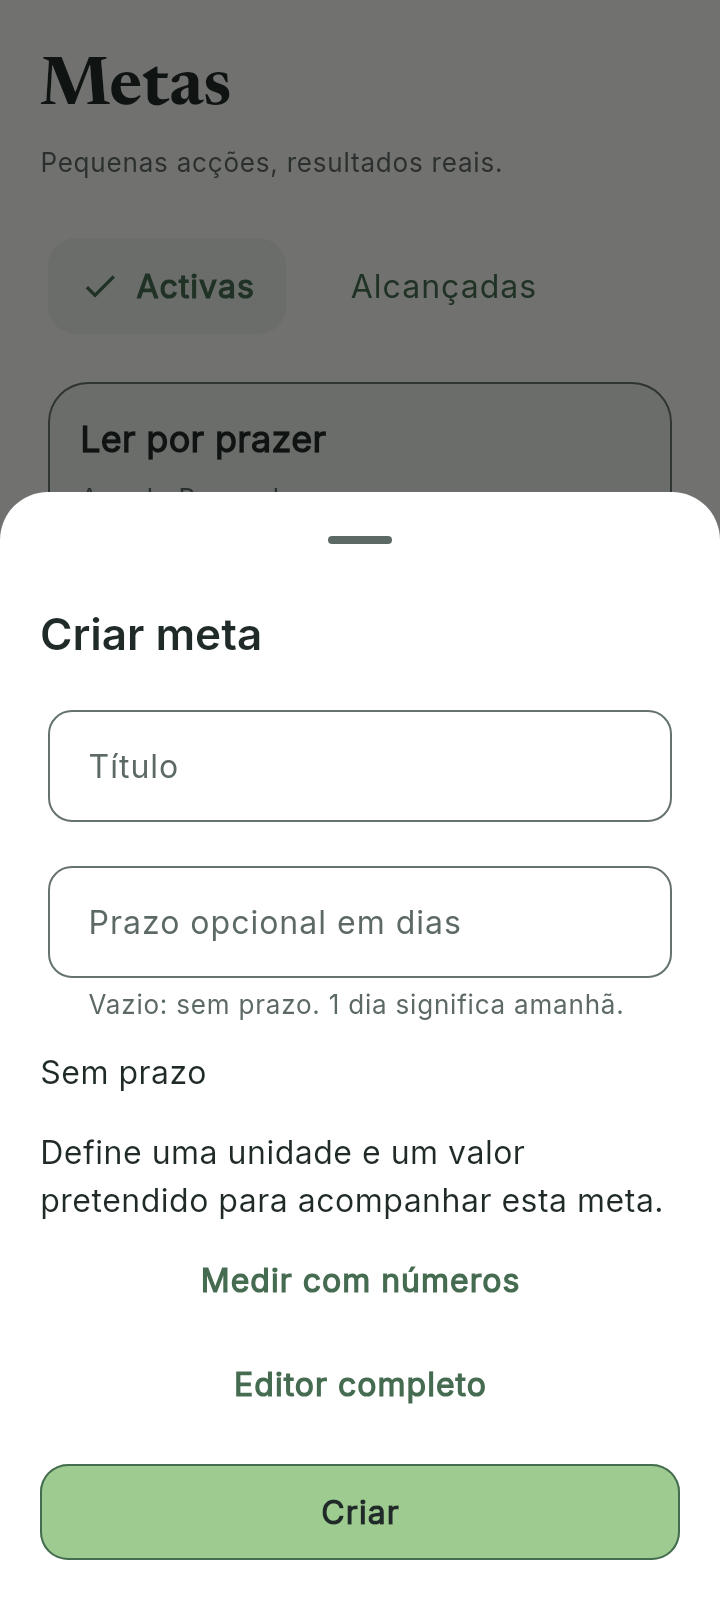 Metas
Pequenas acções, resultados reais.
Activas
Alcançadas
Ler por prazer
Criar meta
Título
Prazo opcional em dias
Vazio: sem prazo. 1 dia significa amanhã.
Sem prazo
Define uma unidade e um valor
pretendido para acompanhar esta meta.
Medir com números
Editor completo
Criar